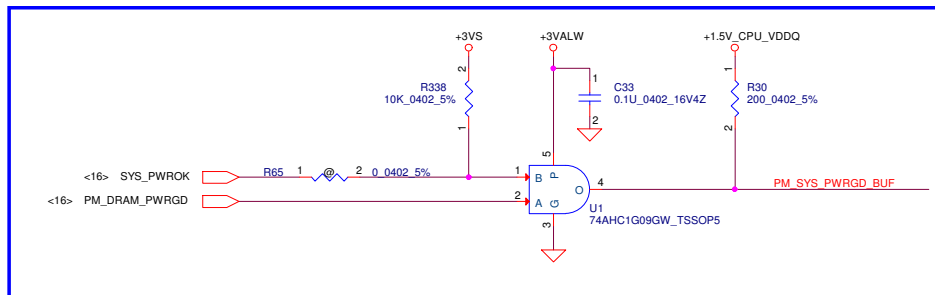 +3VS
+3VALW
+1.5V_CPU_VDDQ
2
R338
10K_0402_5%
1
1
C33
0.1U_0402_16V4Z
2
1
R30
200_0402_5%
2
<16> SYS_PWROK
R65 1 @ 2 0_0402_5%
1 B P 5
<16> PM_DRAM_PWRGD
2 A G 3
O 4
PM_SYS_PWRGD_BUF
U1
74AHC1G09GW_TSSOP5